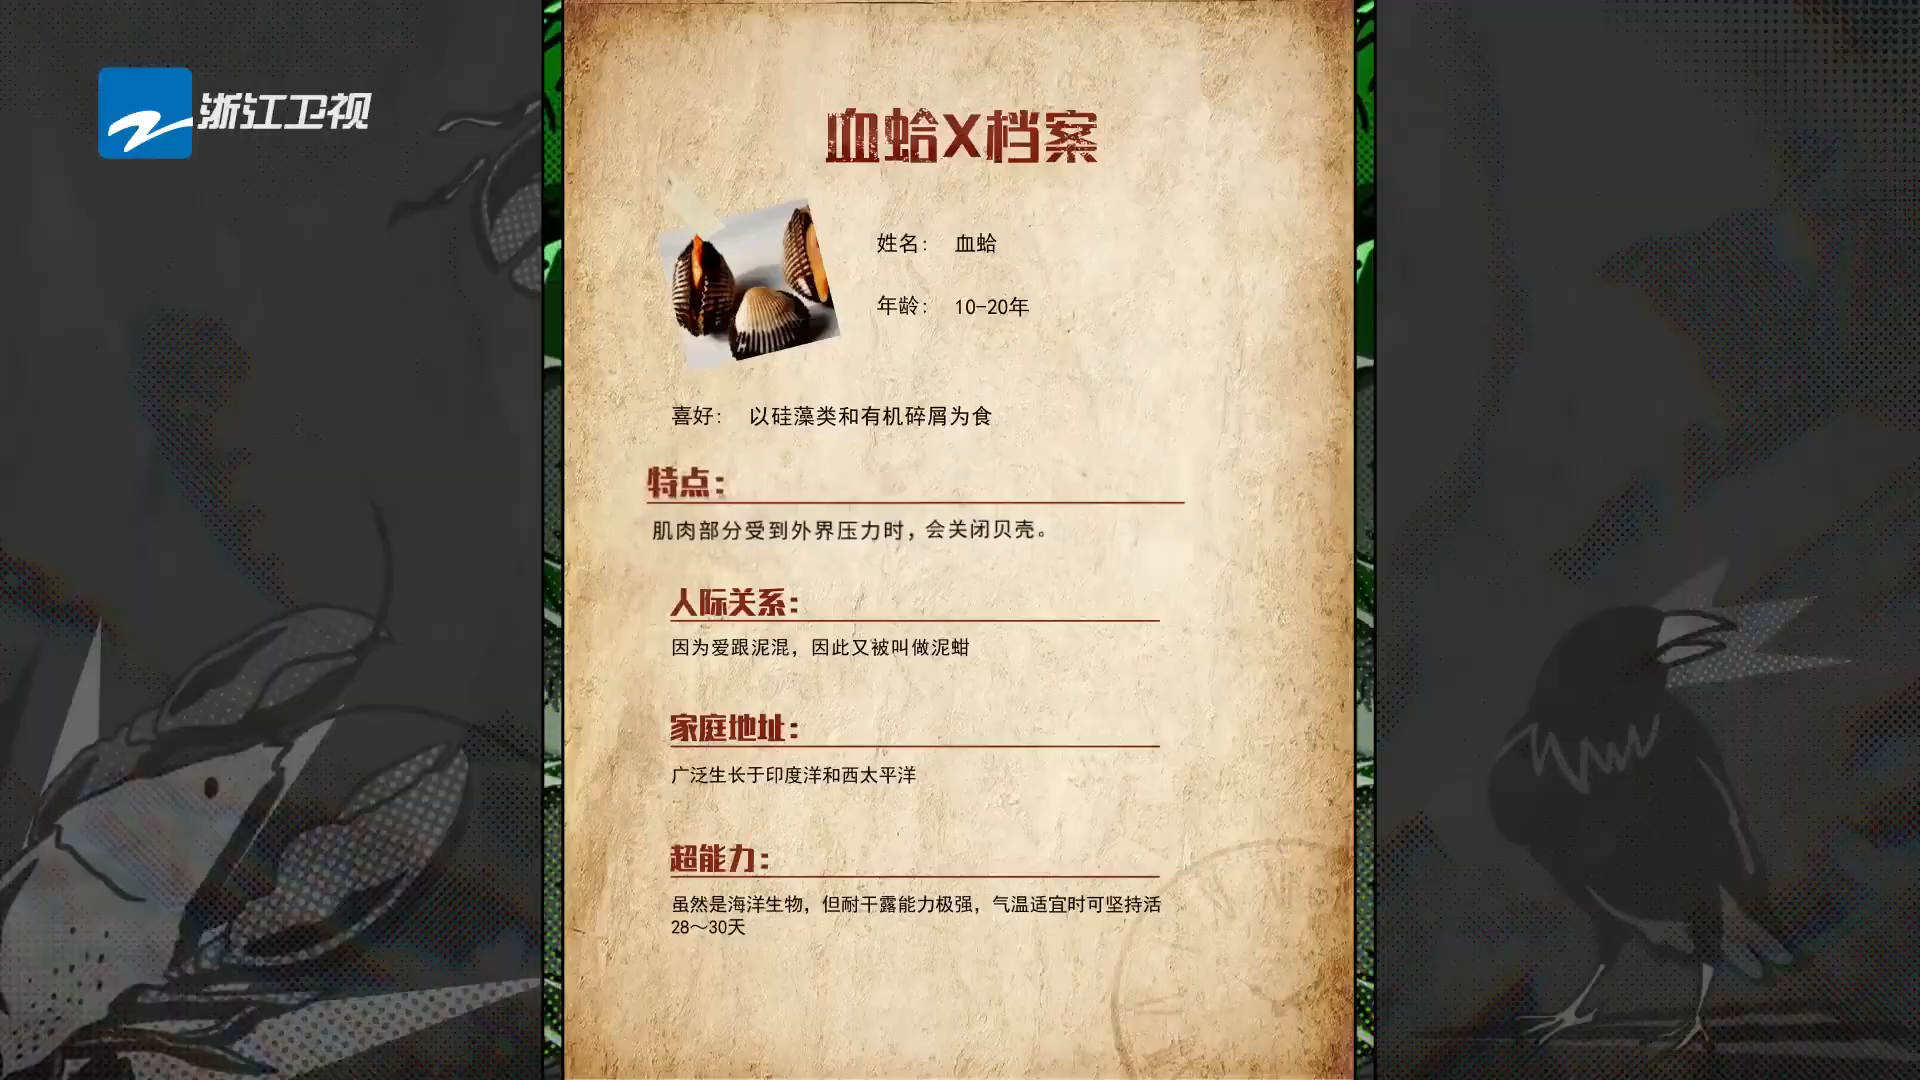 浙江卫视
血蛤X档案
姓名： 血蛤
年龄： 10-20年
喜好： 以硅藻类和有机碎屑为食
特点：
肌肉部分受到外界压力时，会关闭贝壳。
人际关系：
因为爱跟泥混，因此又被叫做泥蚶
家庭地址：
广泛生长于印度洋和西太平洋
超能力：
虽然是海洋生物，但耐干露能力极强，气温适宜时可坚持活
28～30天